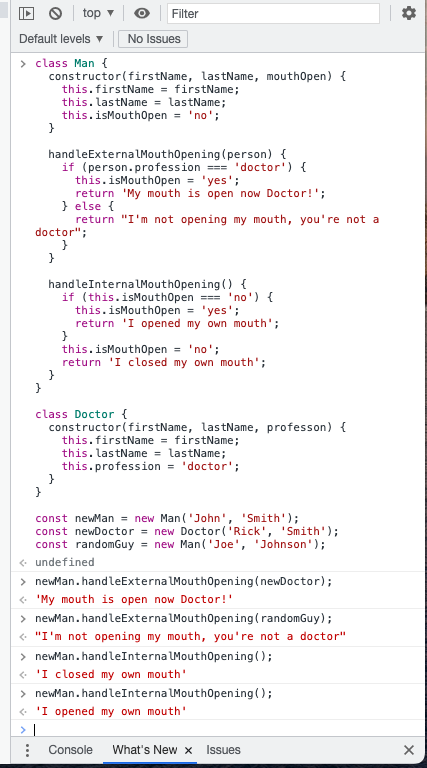 top ▼ Filter
Default levels ▼ No Issues
> class Man {
constructor(firstName, lastName, mouthOpen) {
this.firstName = firstName;
this.lastName = lastName;
this.isMouthOpen = 'no';
}
handleExternalMouthOpening(person) {
if (person.profession === 'doctor') {
this.isMouthOpen = 'yes';
return 'My mouth is open now Doctor!';
} else {
return "I'm not opening my mouth, you're not a
doctor";
}
}
handleInternalMouthOpening() {
if (this.isMouthOpen === 'no') {
this.isMouthOpen = 'yes';
return 'I opened my own mouth';
}
this.isMouthOpen = 'no';
return 'I closed my own mouth';
}
}
class Doctor {
constructor(firstName, lastName, professon) {
this.firstName = firstName;
this.lastName = lastName;
this.profession = 'doctor';
}
}
const newMan = new Man('John', 'Smith');
const newDoctor = new Doctor('Rick', 'Smith');
const randomGuy = new Man('Joe', 'Johnson');
undefined
> newMan.handleExternalMouthOpening(newDoctor);
'My mouth is open now Doctor!'
> newMan.handleExternalMouthOpening(randomGuy);
"I'm not opening my mouth, you're not a doctor"
> newMan.handleInternalMouthOpening();
'I closed my own mouth'
> newMan.handleInternalMouthOpening();
'I opened my own mouth'
>
Console What's New × Issues ×